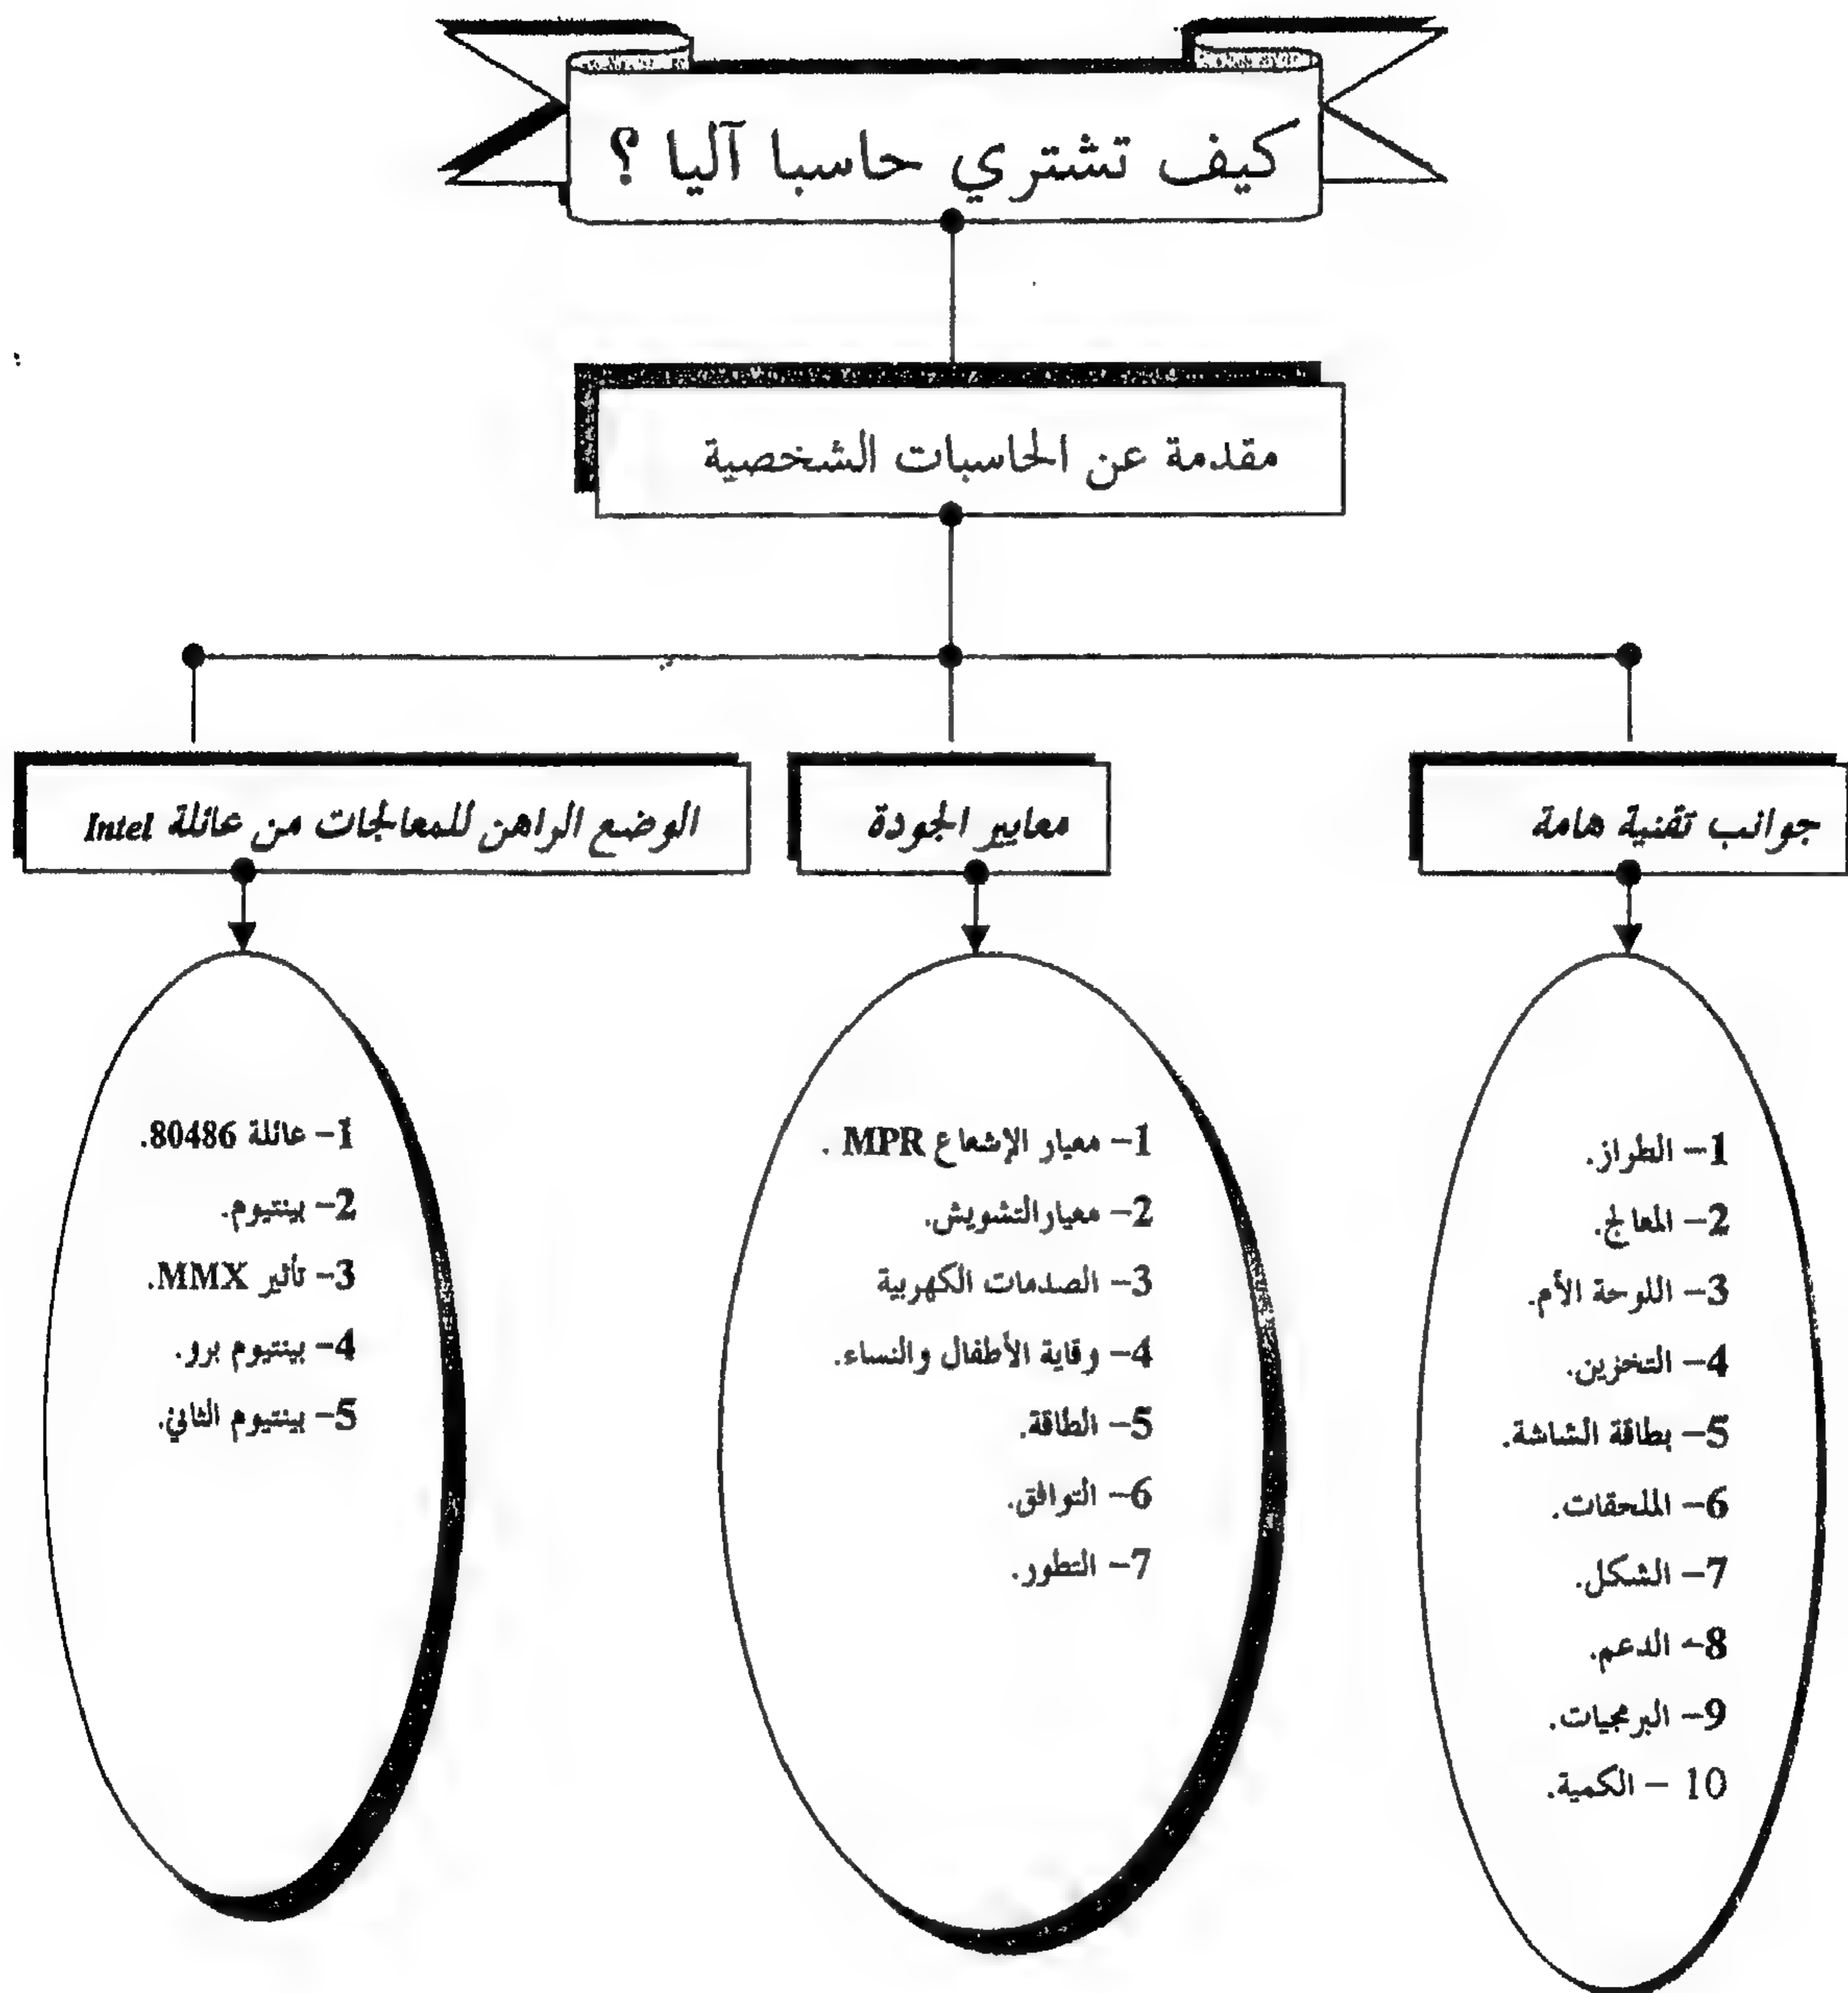 كيف تشتري حاسبا آليا ؟
مقدمة عن الحاسبات الشخصية
جوانب تقنية هامة
1- الطراز.
2- المعالج.
3- اللوحة الأم.
4- التخزين.
5- بطاقة الشاشة.
6- الملحقات.
7- الشكل.
8- الدعم.
9- البرمجيات.
10 - الكمية.
معايير الجودة
1- معيار الإشعاع MPR .
2- معيارالتشويش.
3- الصدمات الكهربية
4- وقاية الأطفال والنساء.
5- الطاقة.
6- التوافق.
7- التطور.
الوضع الراهن للمعالجات من عائلة Intel
1- عائلة 80486.
2- بينتيوم.
3- تأثير MMX.
4- بينتيوم برو.
5- بينتيوم الثاني.